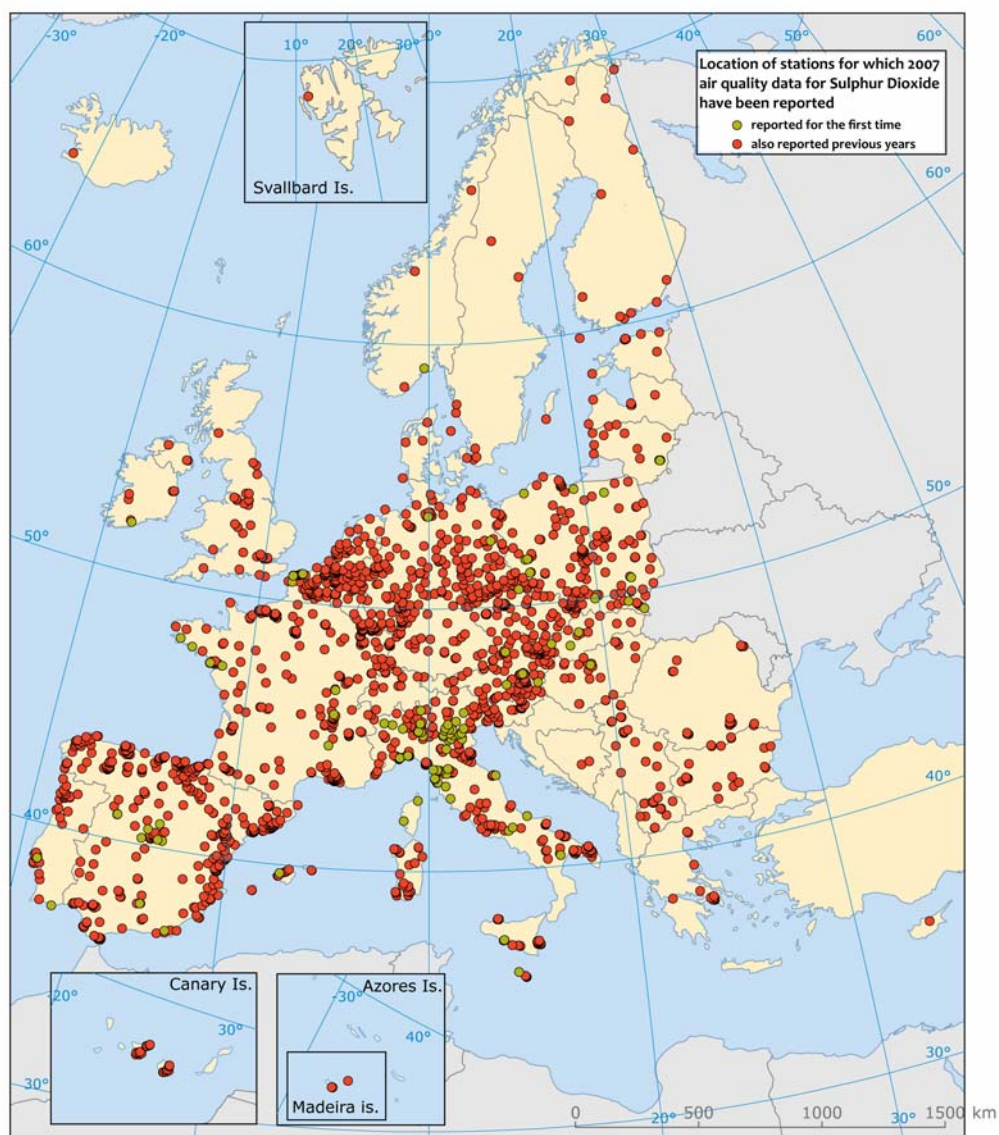 -30°
-20°
10°
20°
30°
0°
20°
30°
40°
60°
Location of stations for which 2007
air quality data for Sulphur Dioxide
have been reported
reported for the first time
also reported previous years
Svallbard Is.
60°
60°
50°
50°
40°
40°
Canary Is.
-20°
30°
Azores Is.
-30°
40°
Madeira is.
30°
30°
20°
30°
0 500 1000 1500 km